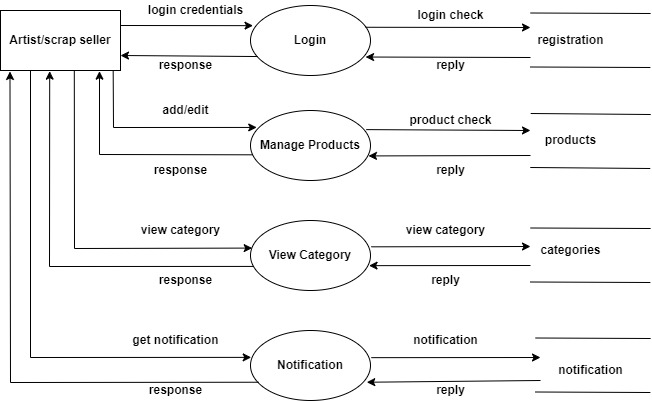 login credentials
login check
Artist/scrap seller
Login
registration
response
reply
add/edit
product check
Manage Products
products
response
reply
view category
view category
View Category
categories
response
reply
get notification
notification
Notification
notification
response
reply